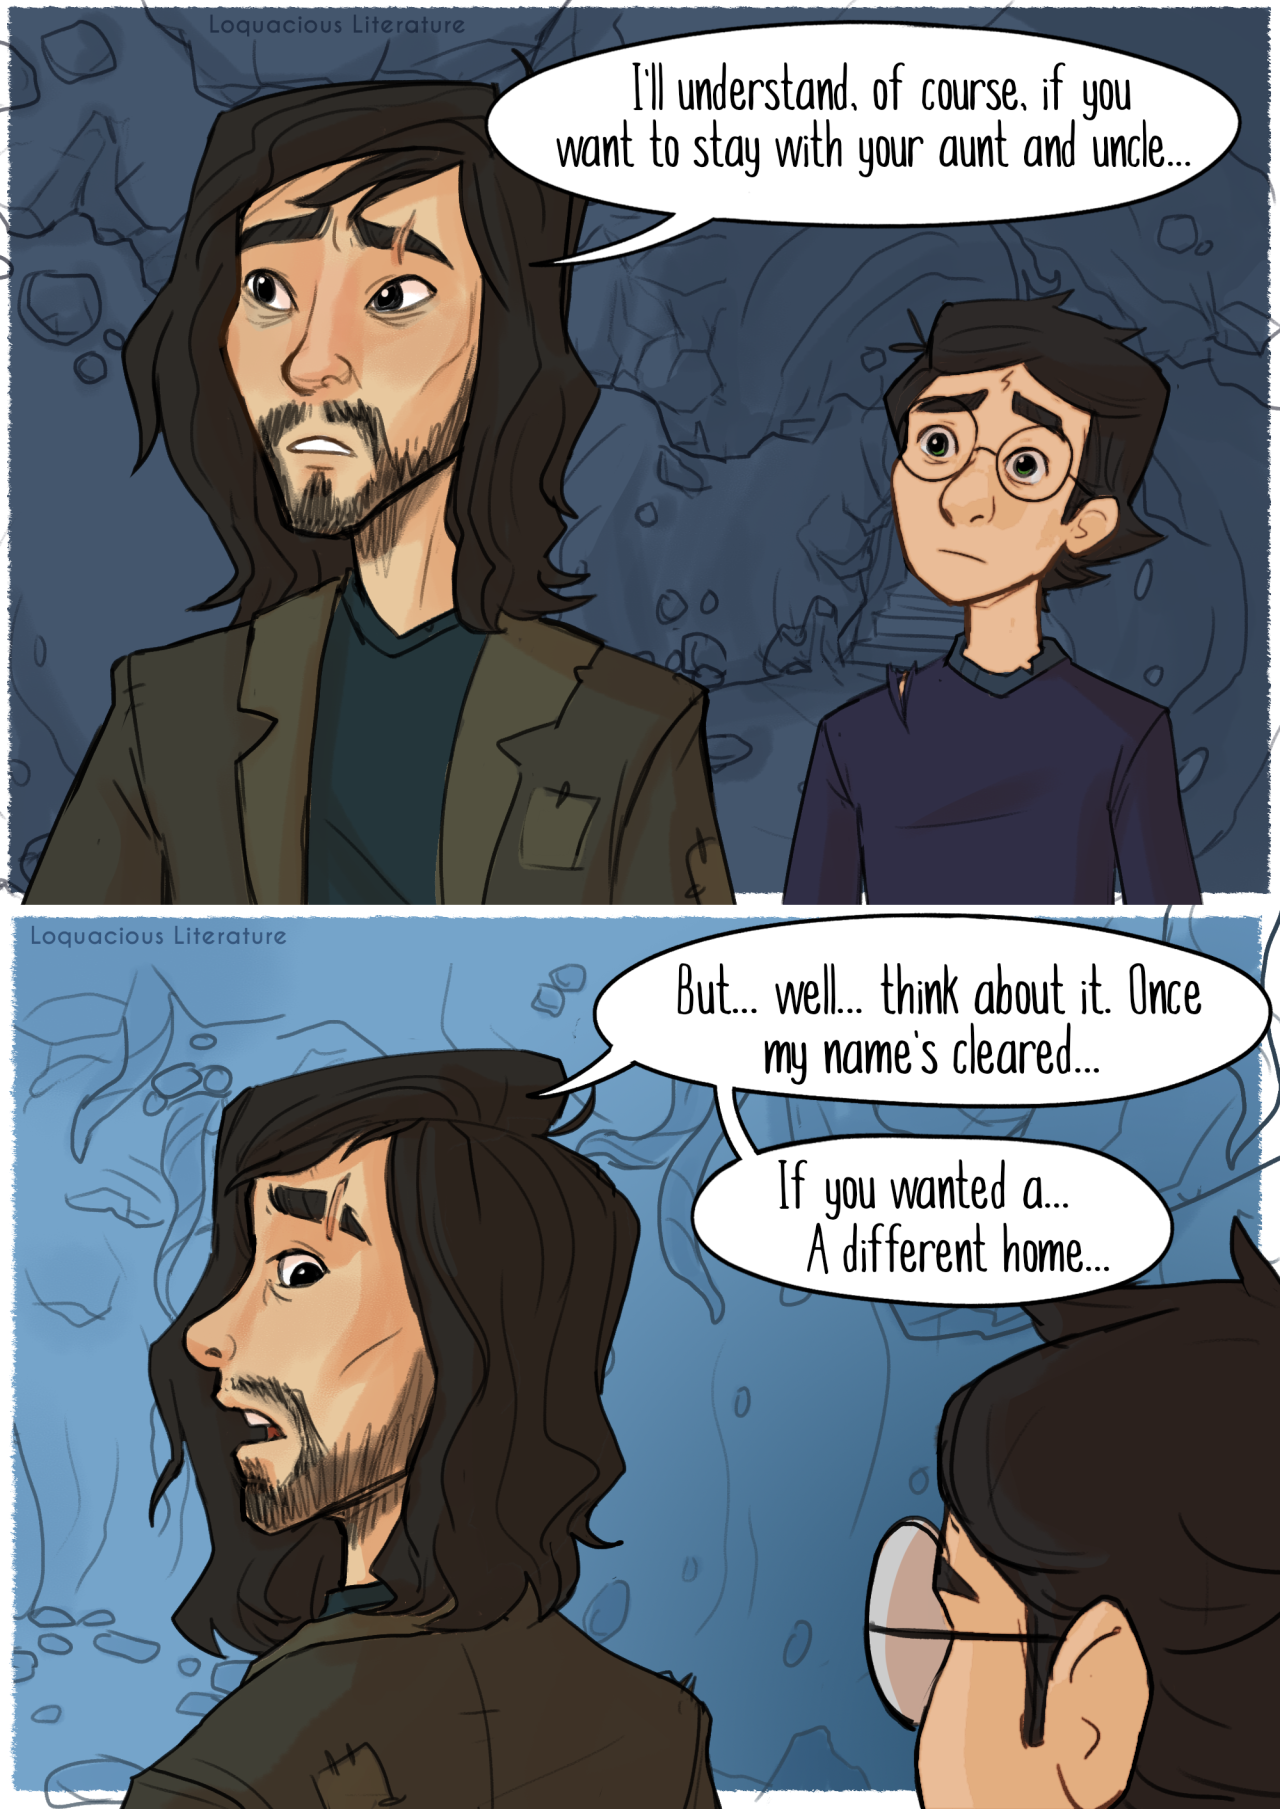 Loquacious Literature
I'll understand, of course, if you
want to stay with your aunt and uncle...
Loquacious Literature
But... well... think about it. Once
my name's cleared...
If you wanted a...
A different home...